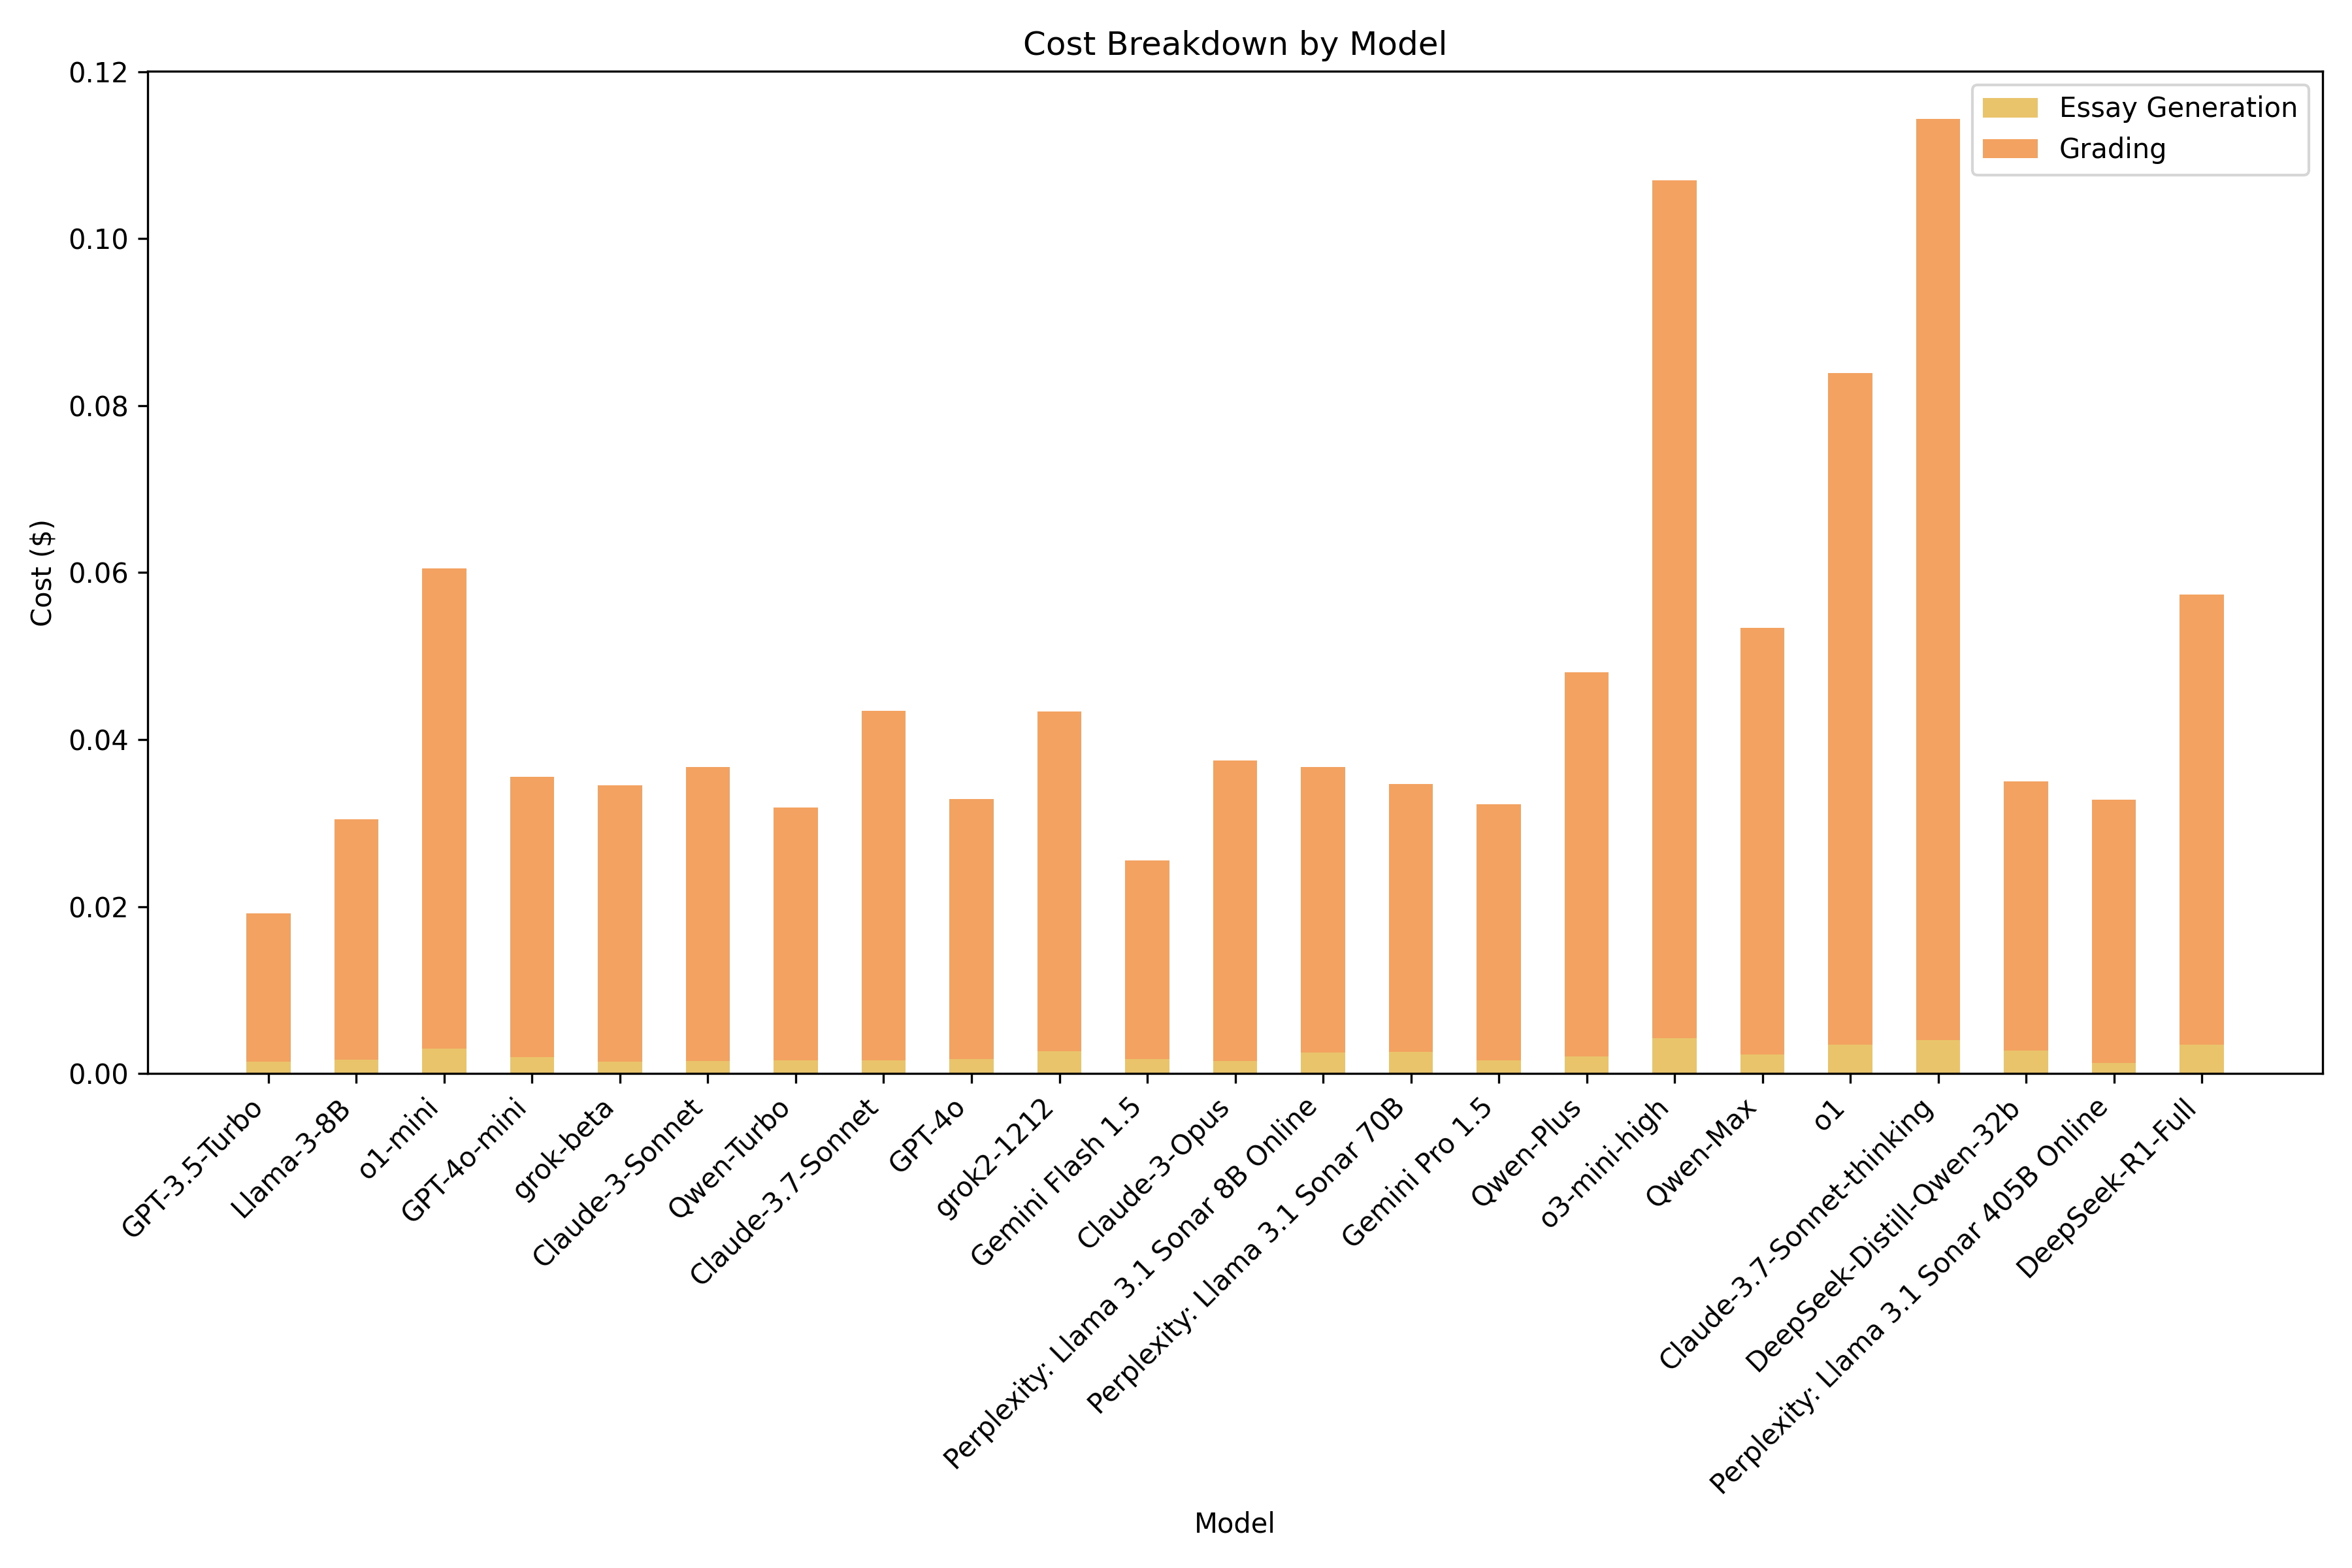 Cost Breakdown by Model
Essay Generation
Grading
Cost ($)
0.12
0.10
0.08
0.06
0.04
0.02
0.00
GPT-3.5-Turbo
Llama-3-8B
o1-mini
GPT-4o-mini
grok-beta
Claude-3-Sonnet
Qwen-Turbo
Claude-3.7-Sonnet
GPT-4o
grok2-1212
Gemini Flash 1.5
Claude-3-Opus
Perplexity: Llama 3.1 Sonar 8B Online
Perplexity: Llama 3.1 Sonar 70B
Gemini Pro 1.5
Qwen-Plus
o3-mini-high
Qwen-Max
o1
Claude-3.7-Sonnet-thinking
DeepSeek-Distill-Qwen-32b
Perplexity: Llama 3.1 Sonar 405B Online
DeepSeek-R1-Full
Model